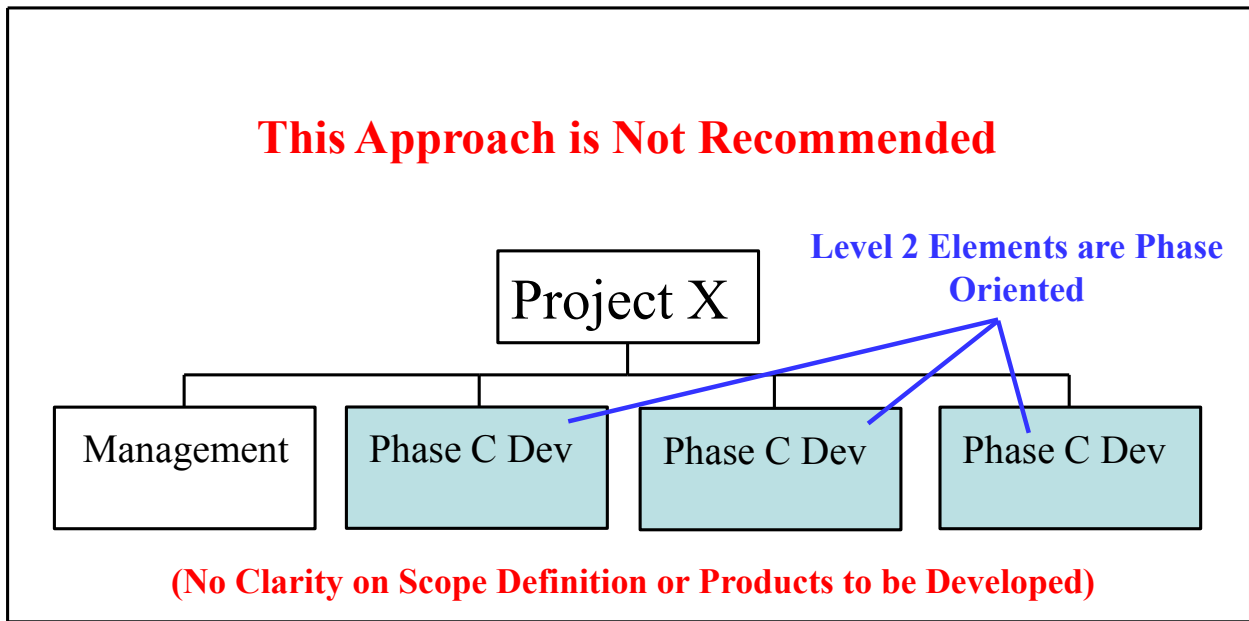 This Approach is Not Recommended
Level 2 Elements are Phase
Oriented
Project X
Management
Phase C Dev
Phase C Dev
Phase C Dev
(No Clarity on Scope Definition or Products to be Developed)